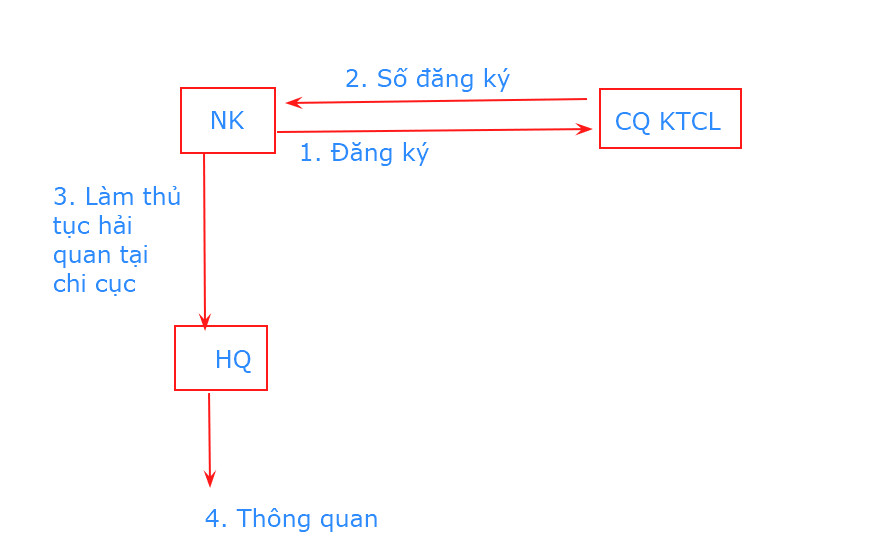 2. Số đăng ký
NK
CQ KTCL
1. Đăng ký
3. Làm thủ
tục hải
quan tại
chi cục
HQ
4. Thông quan